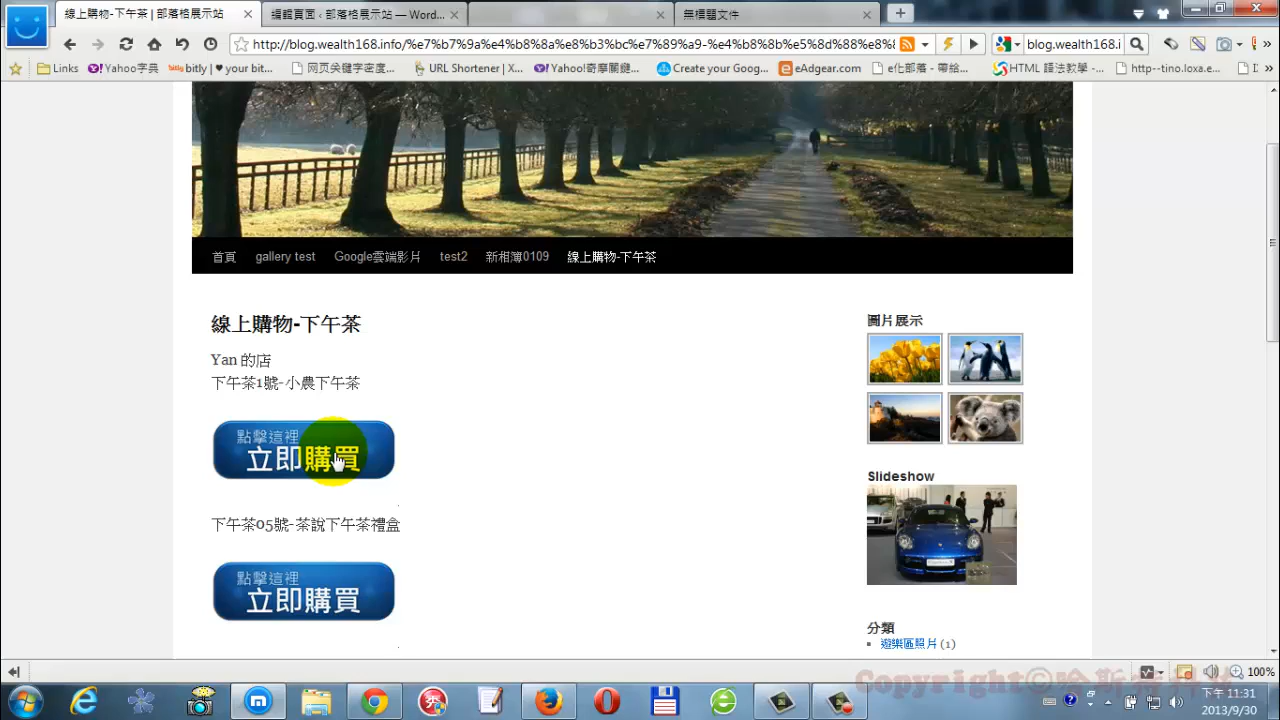 線上購物-下午茶 | 部落格展示站
編輯頁面 ‹ 部落格展示站 — Word...
無標題文件
http://blog.wealth168.info/%e7%b7%9a%e4%b8%8a%e8%b3%bc%e7%89%a9-%e4%b8%8b%e5%8d%88%e8%
blog.wealth168.i
Links
Yahoo字典
bitly | ♥ your bit...
网页关键字密度...
URL Shortener | X...
Yahoo!奇摩關鍵...
Create your Goog...
eAdgear.com
e化部落 - 帶給...
HTML 語法教學 -...
http--tino.loxa.e...
首頁
gallery test
Google雲端影片
test2
新相簿0109
線上購物-下午茶
線上購物-下午茶
Yan 的店
下午茶1號-小農下午茶
點擊這裡
立即購買
下午茶05號-茶說下午茶禮盒
點擊這裡
立即購買
圖片展示
Slideshow
分類
遊樂區照片 (1)
100%
下午 11:31
2013/9/30